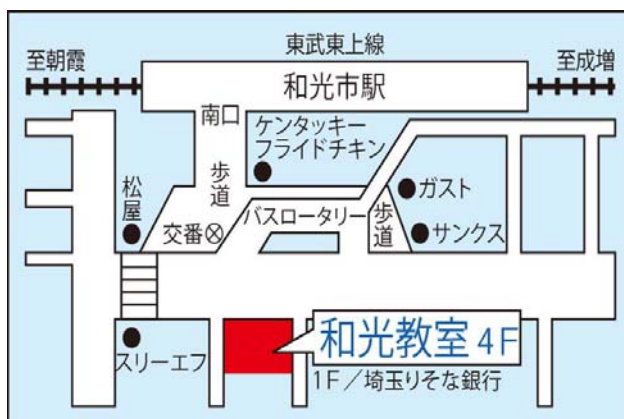 東武東上線
至朝霞
至成増
和光市駅
南口
ケンタッキー
フライドチキン
歩道
松屋
ガスト
バスロータリー
歩道
交番
サンクス
和光教室 4F
スリーエフ
1F／埼玉りそな銀行